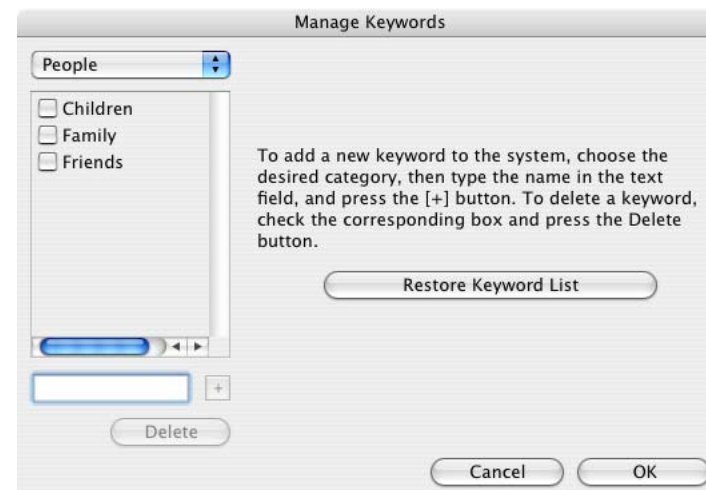 Manage Keywords
People
Children
Family
Friends
To add a new keyword to the system, choose the
desired category, then type the name in the text
field, and press the [+] button. To delete a keyword,
check the corresponding box and press the Delete
button.
Restore Keyword List
+
Delete
Cancel
OK